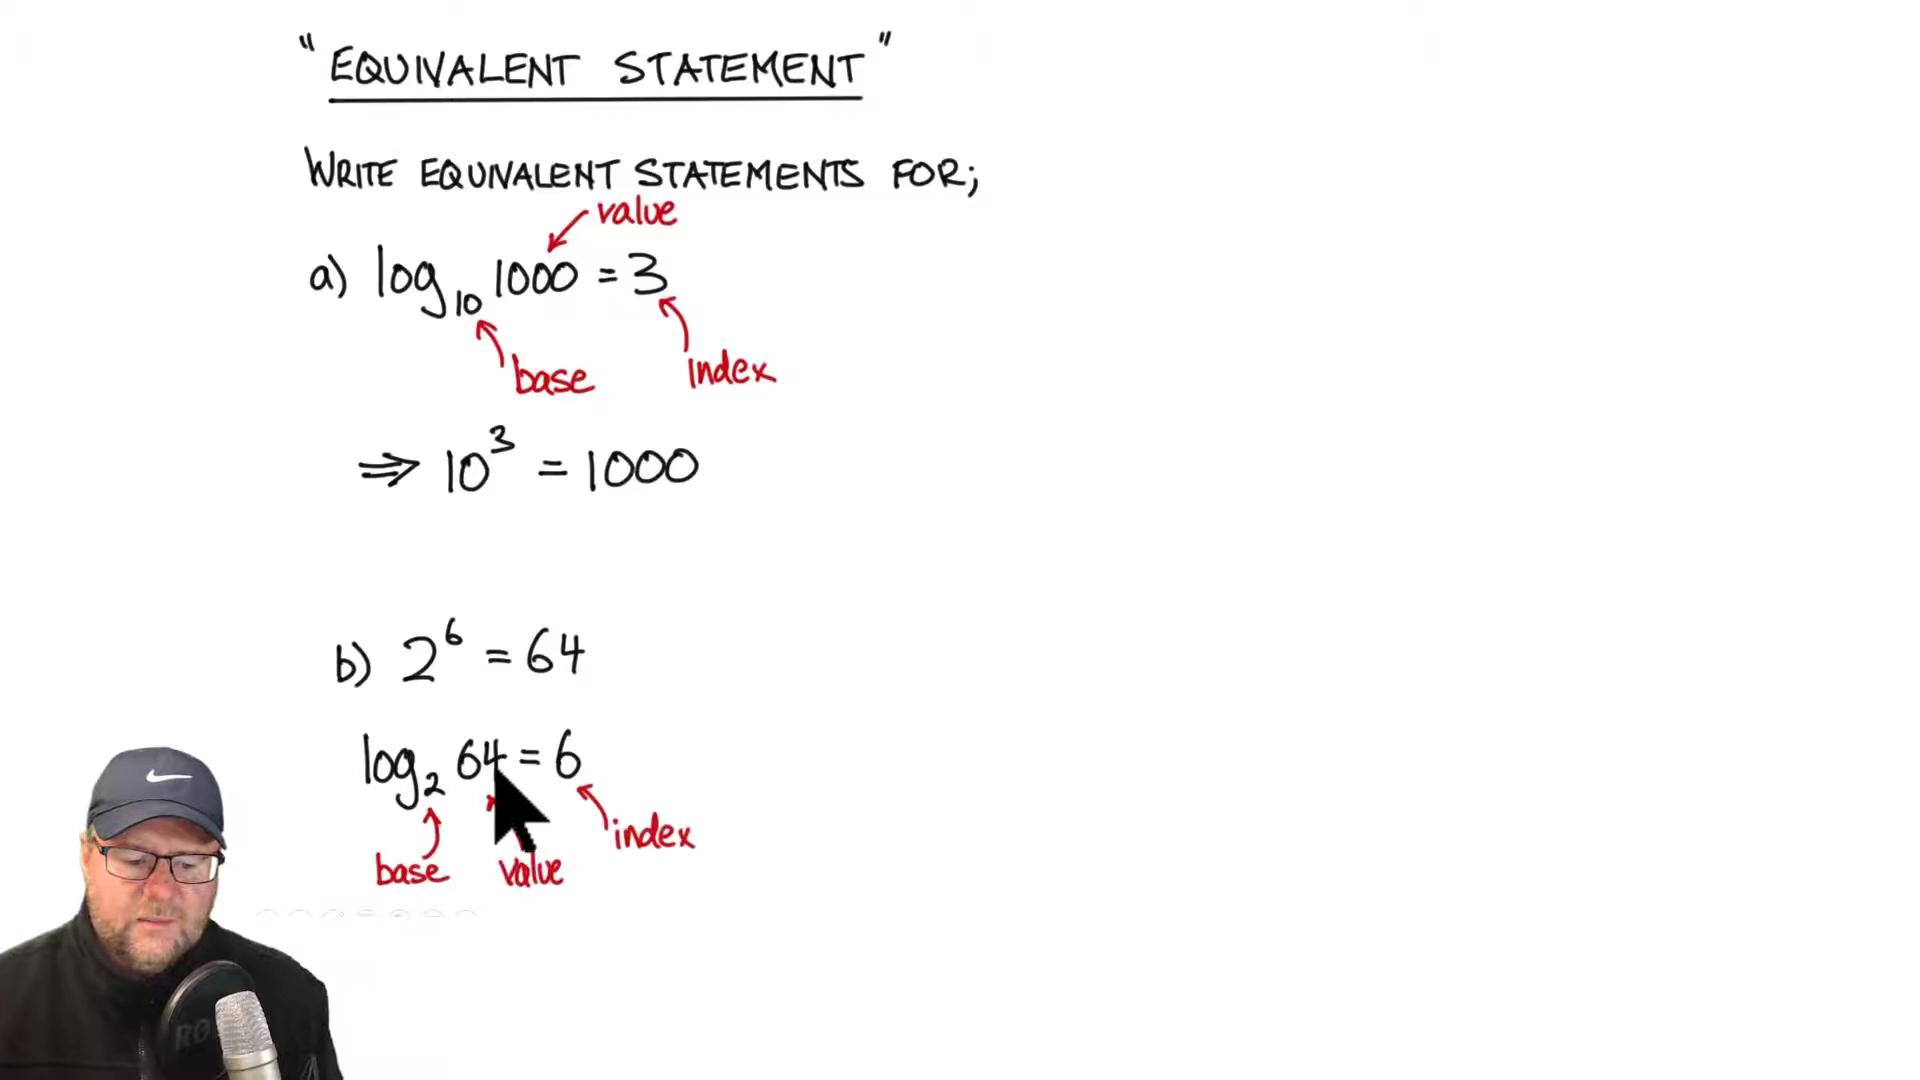 "EQUIVALENT STATEMENT"
WRITE EQUIVALENT STATEMENTS FOR;
value
a) log₁₀ 1000 = 3
base index
⇒ 10³ = 1000
b) 2⁶ = 64
log₂ 64 = 6
index
base value